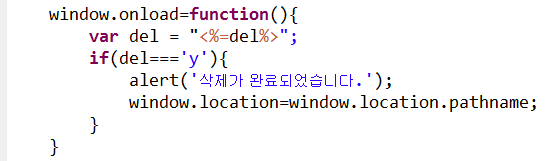 window.onload=function(){
var del = "<%=del%>";
if(del==='y'){
alert('삭제가 완료되었습니다.');
window.location=window.location.pathname;
}
}